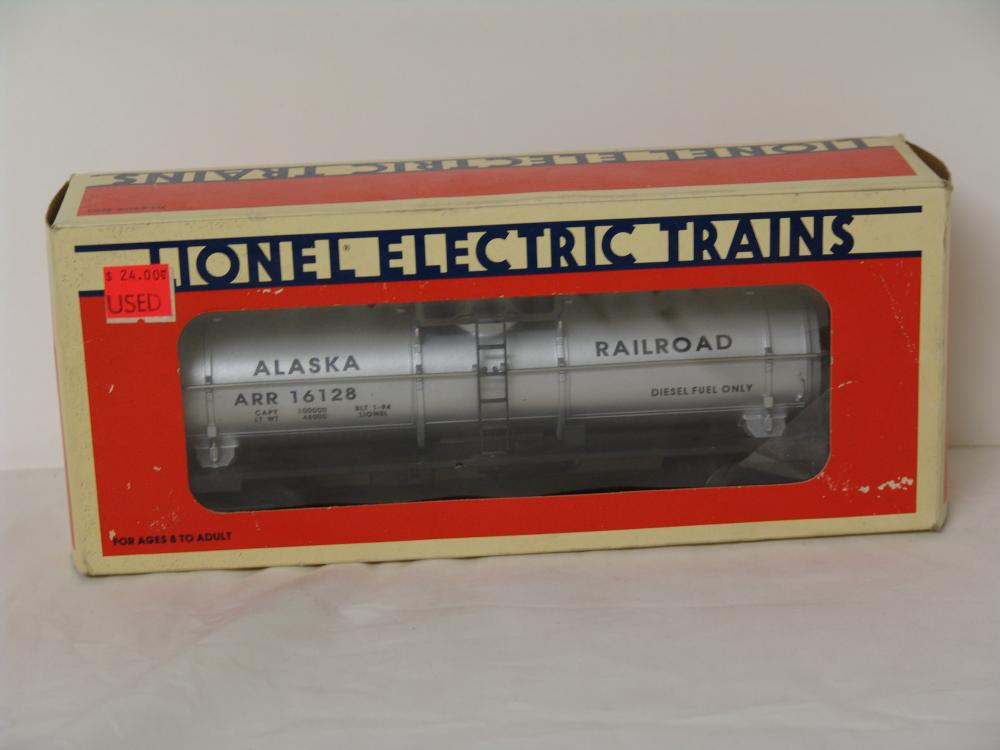 LIONEL ELECTRIC TRAINS
LIONEL® ELECTRIC TRAINS
$ 24.00
USED
ALASKA
RAILROAD
ARR 16128
DIESEL FUEL ONLY
CAPY 100000 BLT 1-94
LT WT 46000 LIONEL
FOR AGES 8 TO ADULT